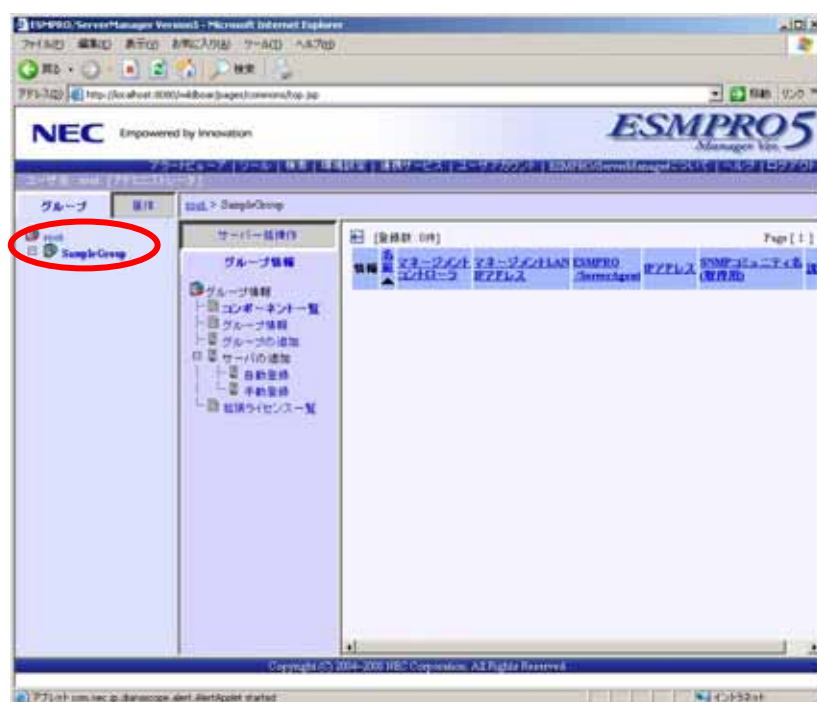 ESMPRO/ServerManager Version5 - Microsoft Internet Explorer
ファイル(F) 編集(E) 表示(V) お気に入り(A) ツール(T) ヘルプ(H)
戻る 検索
アドレス(D) 移動 リンク
NEC Empowered by Innovation
ESMPRO5
Manager Ver.
アラートビューア | ツール | 検索 | 環境設定 | 連携サービス | ユーザアカウント | ESMPRO/ServerManagerについて | ヘルプ | ログアウト
グループ
root > SampleGroup
root
SampleGroup
サーバ一括操作
グループ情報
グループ情報
コンポーネント一覧
グループ情報
グループの追加
サーバの追加
自動登録
手動登録
拡張ライセンス一覧
[登録数: 0件] Page [ 1 ]
情報 名前▲ マネージメントコントローラ マネージメントLAN IPアドレス ESMPRO/ServerAgent IPアドレス SNMPコミュニティ名(取得用)
Copyright (C) 2004-2008 NEC Corporation. All Rights Reserved.
イントラネット